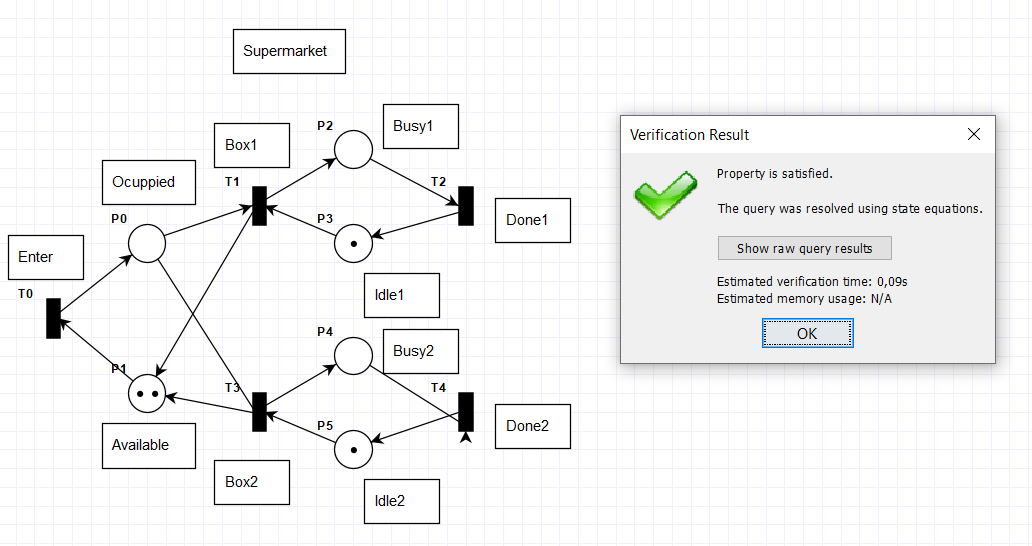 Supermarket
P2
Busy1
Box1
Ocuppied
T1
T2
P0
P3
Done1
Enter
T0
Idle1
P4
Busy2
P1
T3
T4
P5
Done2
Available
Box2
Idle2
Verification Result
Property is satisfied.
The query was resolved using state equations.
Show raw query results
Estimated verification time: 0,09s
Estimated memory usage: N/A
OK